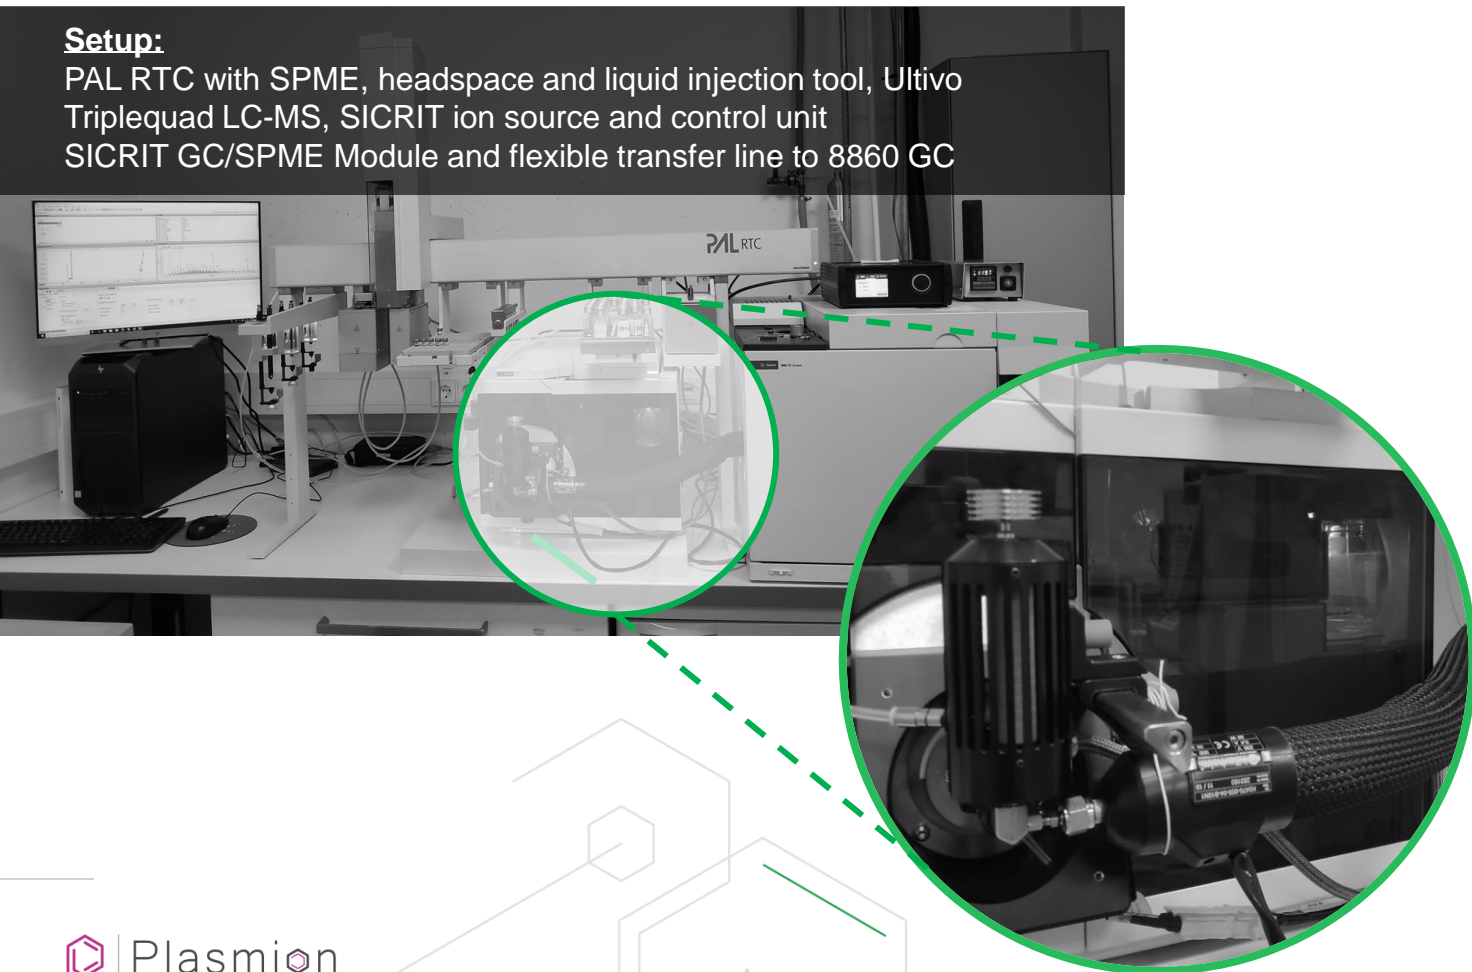 Setup:
PAL RTC with SPME, headspace and liquid injection tool, Ultivo
Triplequad LC-MS, SICRIT ion source and control unit
SICRIT GC/SPME Module and flexible transfer line to 8860 GC
PAL RTC
Plasmion